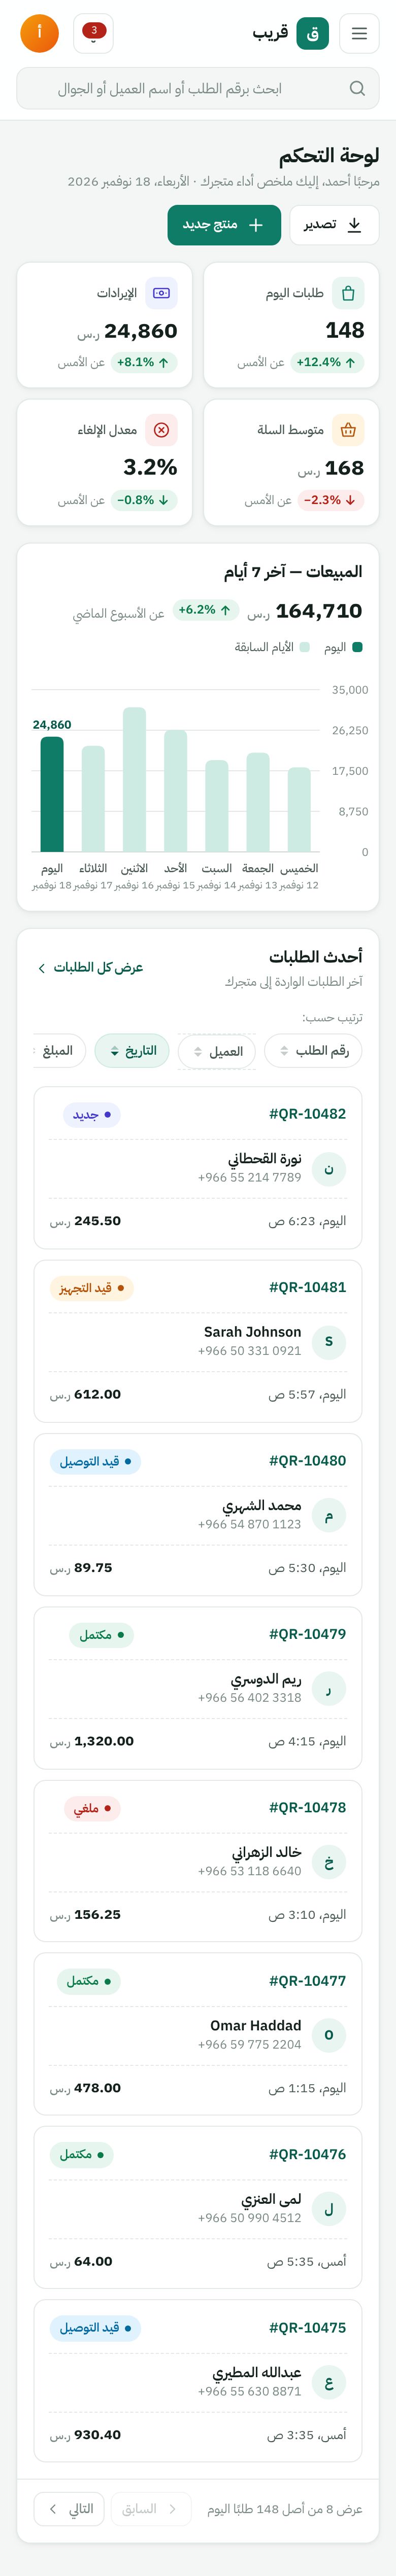 ق قريب
3
أ
ابحث برقم الطلب أو اسم العميل أو الجوال
لوحة التحكم
مرحبًا أحمد، إليك ملخص أداء متجرك · الأربعاء، 18 نوفمبر 2026
تصدير
منتج جديد
طلبات اليوم
148
+12.4% عن الأمس
الإيرادات
24,860 ر.س
+8.1% عن الأمس
متوسط السلة
168 ر.س
−2.3% عن الأمس
معدل الإلغاء
3.2%
−0.8% عن الأمس
المبيعات — آخر 7 أيام
164,710 ر.س +6.2% عن الأسبوع الماضي
اليوم الأيام السابقة
35,000
26,250
17,500
8,750
0
24,860
الخميس الجمعة السبت الأحد الاثنين الثلاثاء اليوم
12 نوفمبر 13 نوفمبر 14 نوفمبر 15 نوفمبر 16 نوفمبر 17 نوفمبر 18 نوفمبر
أحدث الطلبات
عرض كل الطلبات
آخر الطلبات الواردة إلى متجرك
ترتيب حسب:
رقم الطلب العميل التاريخ المبلغ
#QR-10482 جديد
ن نورة القحطاني
+966 55 214 7789
اليوم، 6:23 ص 245.50 ر.س
#QR-10481 قيد التجهيز
S Sarah Johnson
+966 50 331 0921
اليوم، 5:57 ص 612.00 ر.س
#QR-10480 قيد التوصيل
م محمد الشهري
+966 54 870 1123
اليوم، 5:30 ص 89.75 ر.س
#QR-10479 مكتمل
ر ريم الدوسري
+966 56 402 3318
اليوم، 4:15 ص 1,320.00 ر.س
#QR-10478 ملغي
خ خالد الزهراني
+966 53 118 6640
اليوم، 3:10 ص 156.25 ر.س
#QR-10477 مكتمل
O Omar Haddad
+966 59 775 2204
اليوم، 1:15 ص 478.00 ر.س
#QR-10476 مكتمل
ل لمى العنزي
+966 50 990 4512
أمس، 5:35 ص 64.00 ر.س
#QR-10475 قيد التوصيل
ع عبدالله المطيري
+966 55 630 8871
أمس، 3:35 ص 930.40 ر.س
عرض 8 من أصل 148 طلبًا اليوم
السابق
التالي